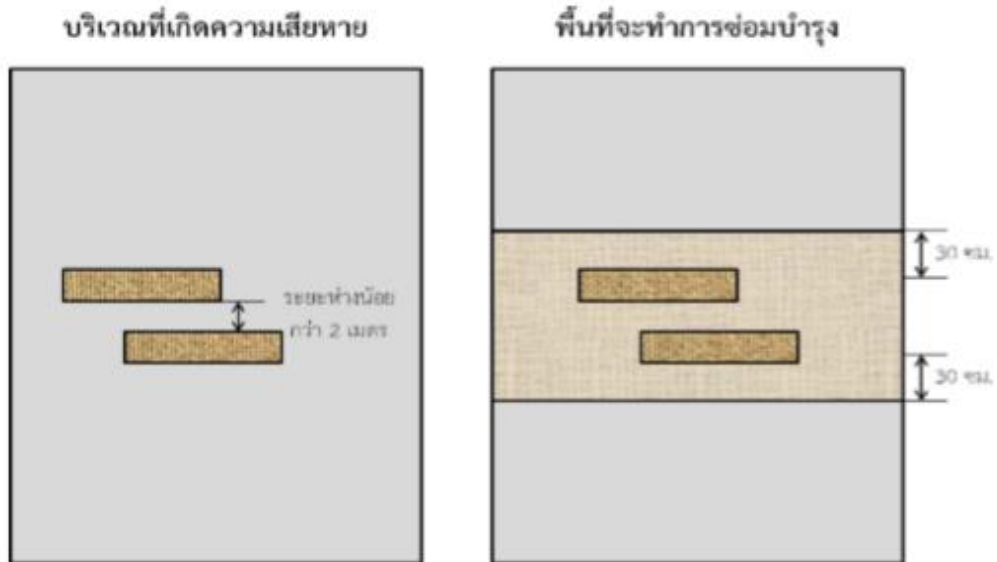 บริเวณที่เกิดความเสียหาย
พื้นที่จะทำการซ่อมบำรุง
ระยะห่างน้อย
กว่า 2 เมตร
30 ซม.
30 ซม.